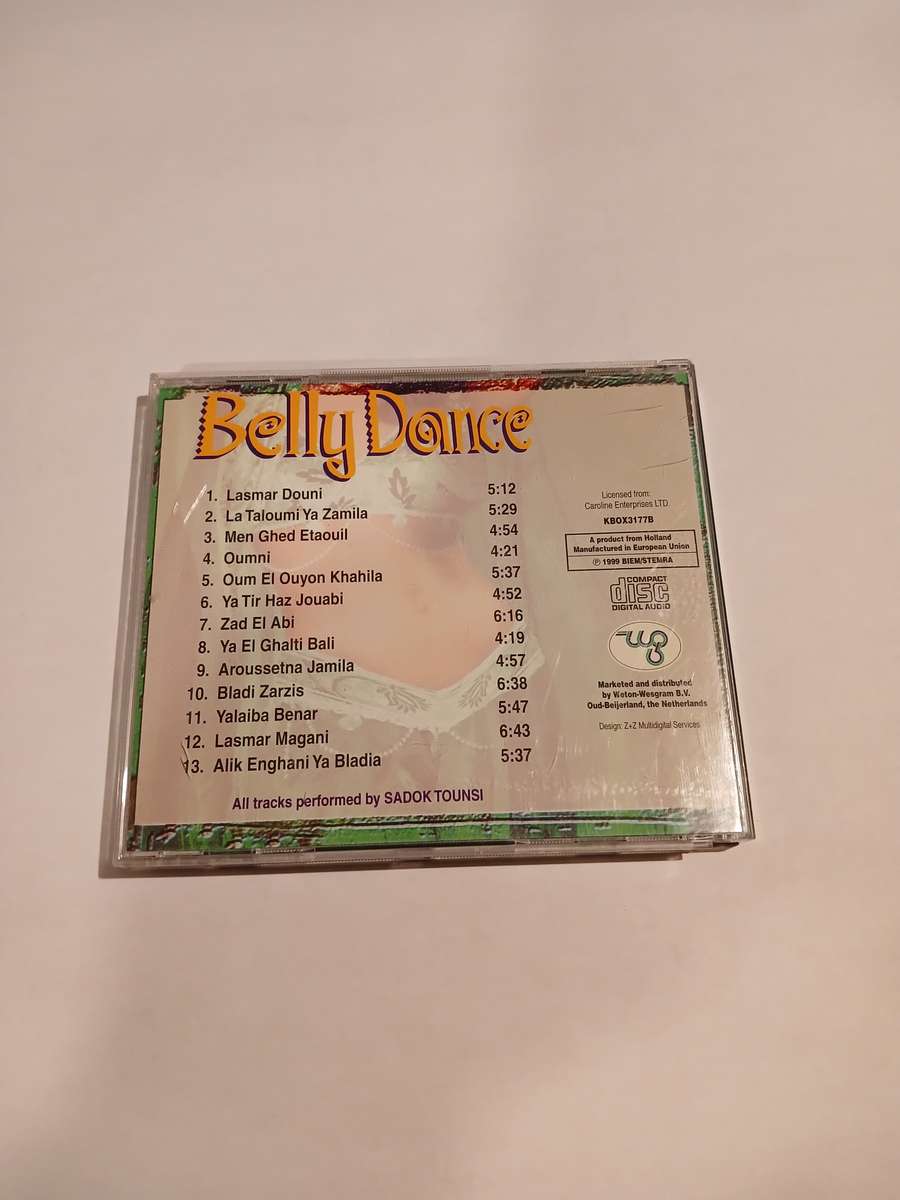 Belly Dance
1. Lasmar Douni 5:12
2. La Taloumi Ya Zamila 5:29
3. Men Ghed Etaouil 4:54
4. Oumni 4:21
5. Oum El Ouyon Khahila 5:37
6. Ya Tir Haz Jouabi 4:52
7. Zad El Abi 6:16
8. Ya El Ghalti Bali 4:19
9. Aroussetna Jamila 4:57
10. Bladi Zarzis 6:38
11. Yalaiba Benar 5:47
12. Lasmar Magani 6:43
13. Alik Enghani Ya Bladia 5:37
All tracks performed by SADOK TOUNSI
Licensed from:
Caroline Enterprises LTD
KBOX3177B
A product from Holland
Manufactured in European Union
℗ 1999 BIEM/STEMRA
COMPACT
disc
DIGITAL AUDIO
Marketed and distributed
by Weton-Wesgram B.V.
Oud-Beijerland, the Netherlands
Design: Z+Z Multidigital Services